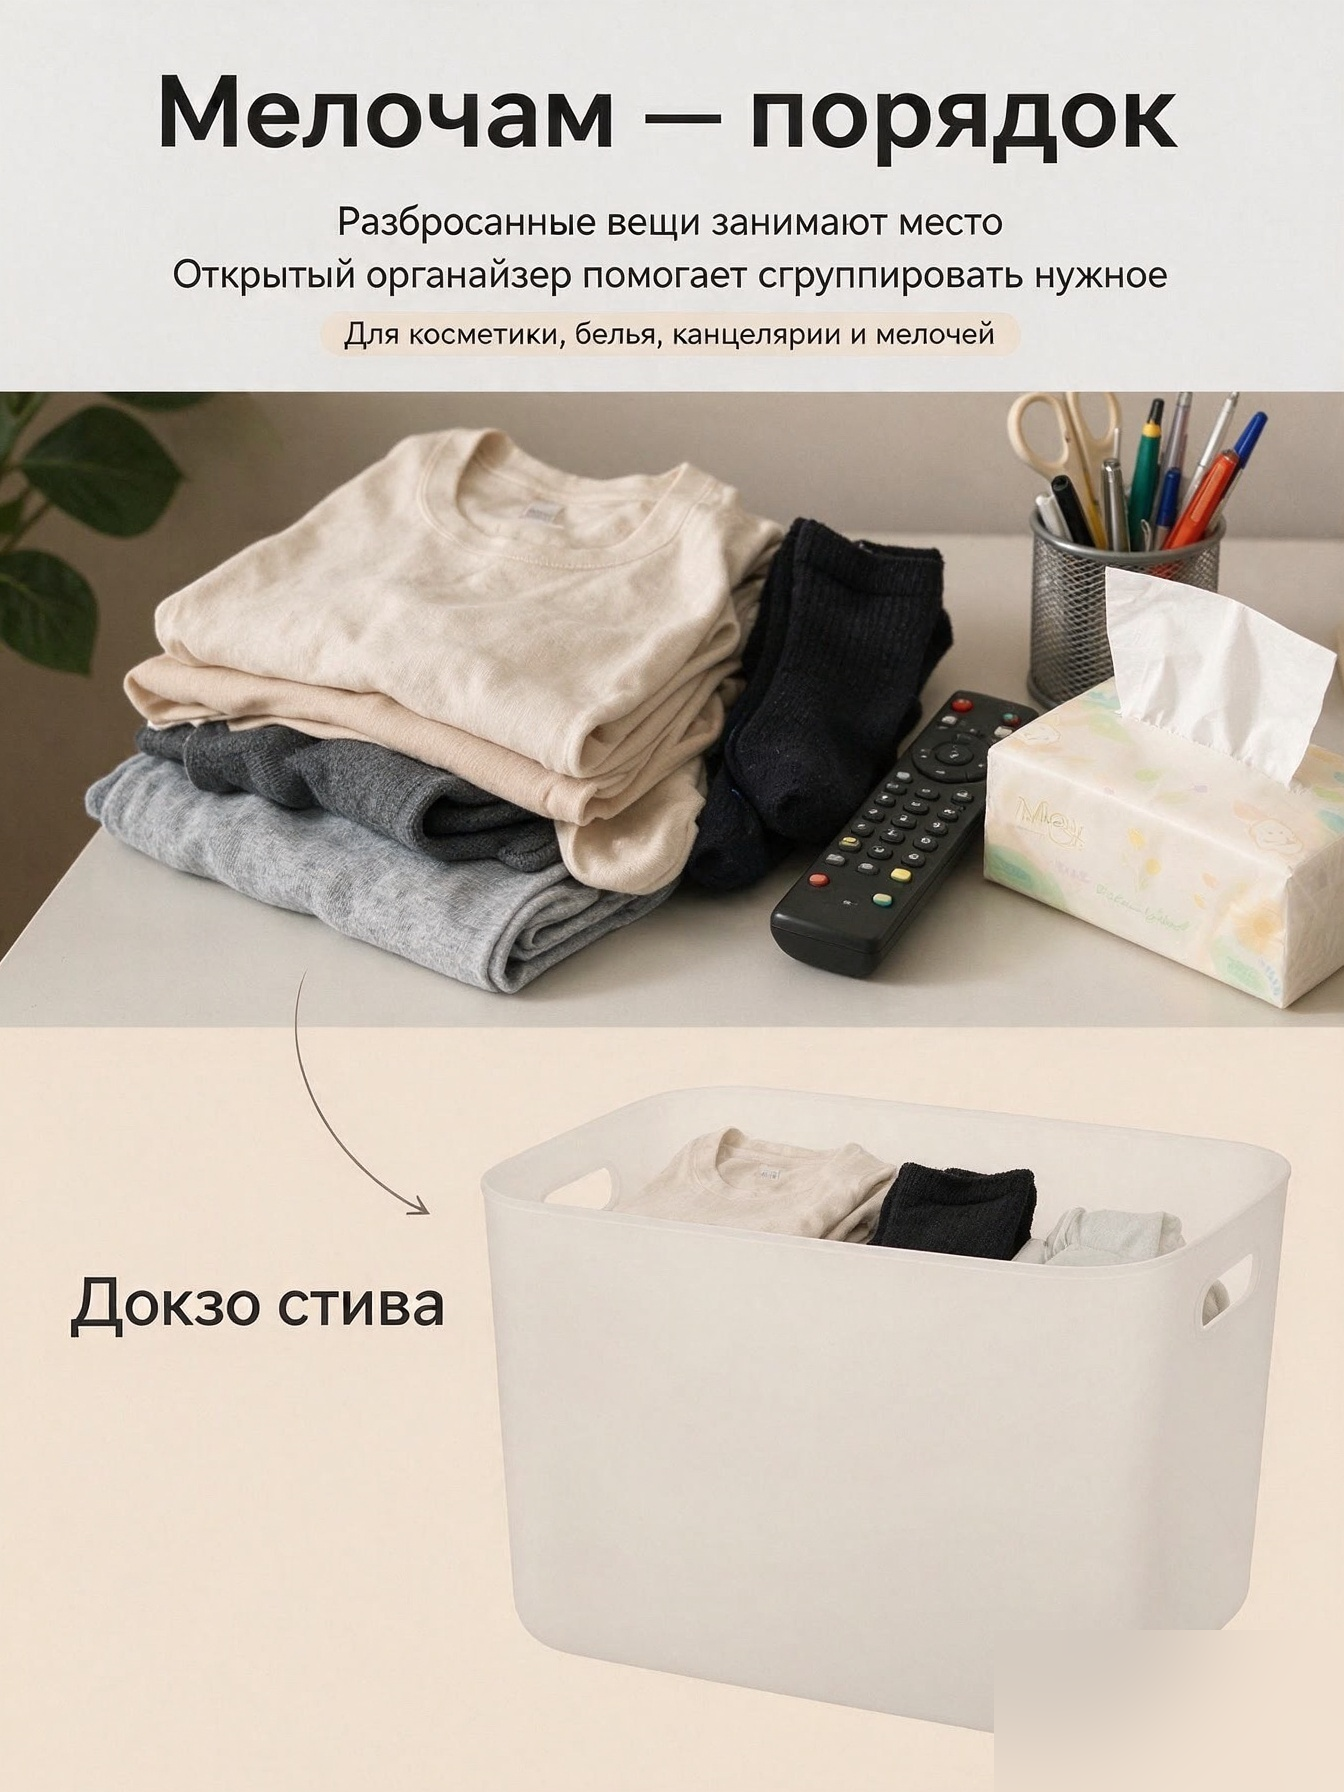 Мелочам — порядок
Разбросанные вещи занимают место
Открытый органайзер помогает сгруппировать нужное
Для косметики, белья, канцелярии и мелочей
Докзо стива